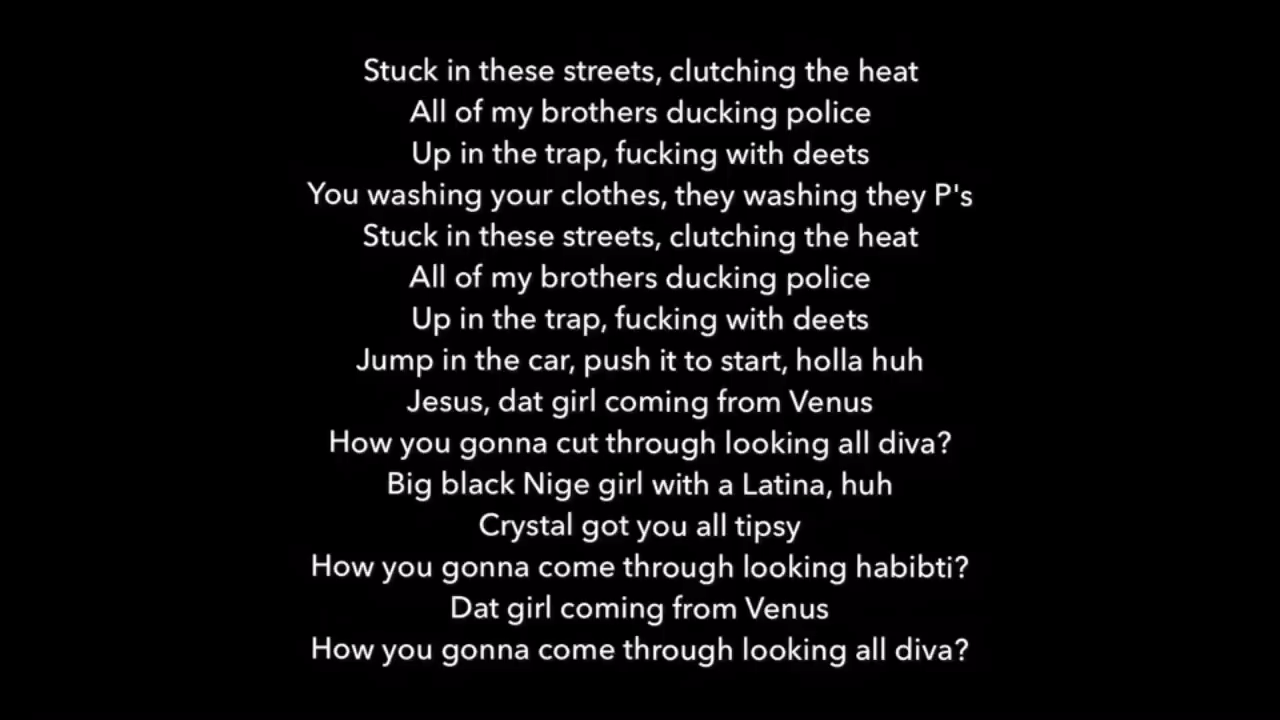 Stuck in these streets, clutching the heat
All of my brothers ducking police
Up in the trap, fucking with deets
You washing your clothes, they washing they P's
Stuck in these streets, clutching the heat
All of my brothers ducking police
Up in the trap, fucking with deets
Jump in the car, push it to start, holla huh
Jesus, dat girl coming from Venus
How you gonna cut through looking all diva?
Big black Nige girl with a Latina, huh
Crystal got you all tipsy
How you gonna come through looking habibti?
Dat girl coming from Venus
How you gonna come through looking all diva?